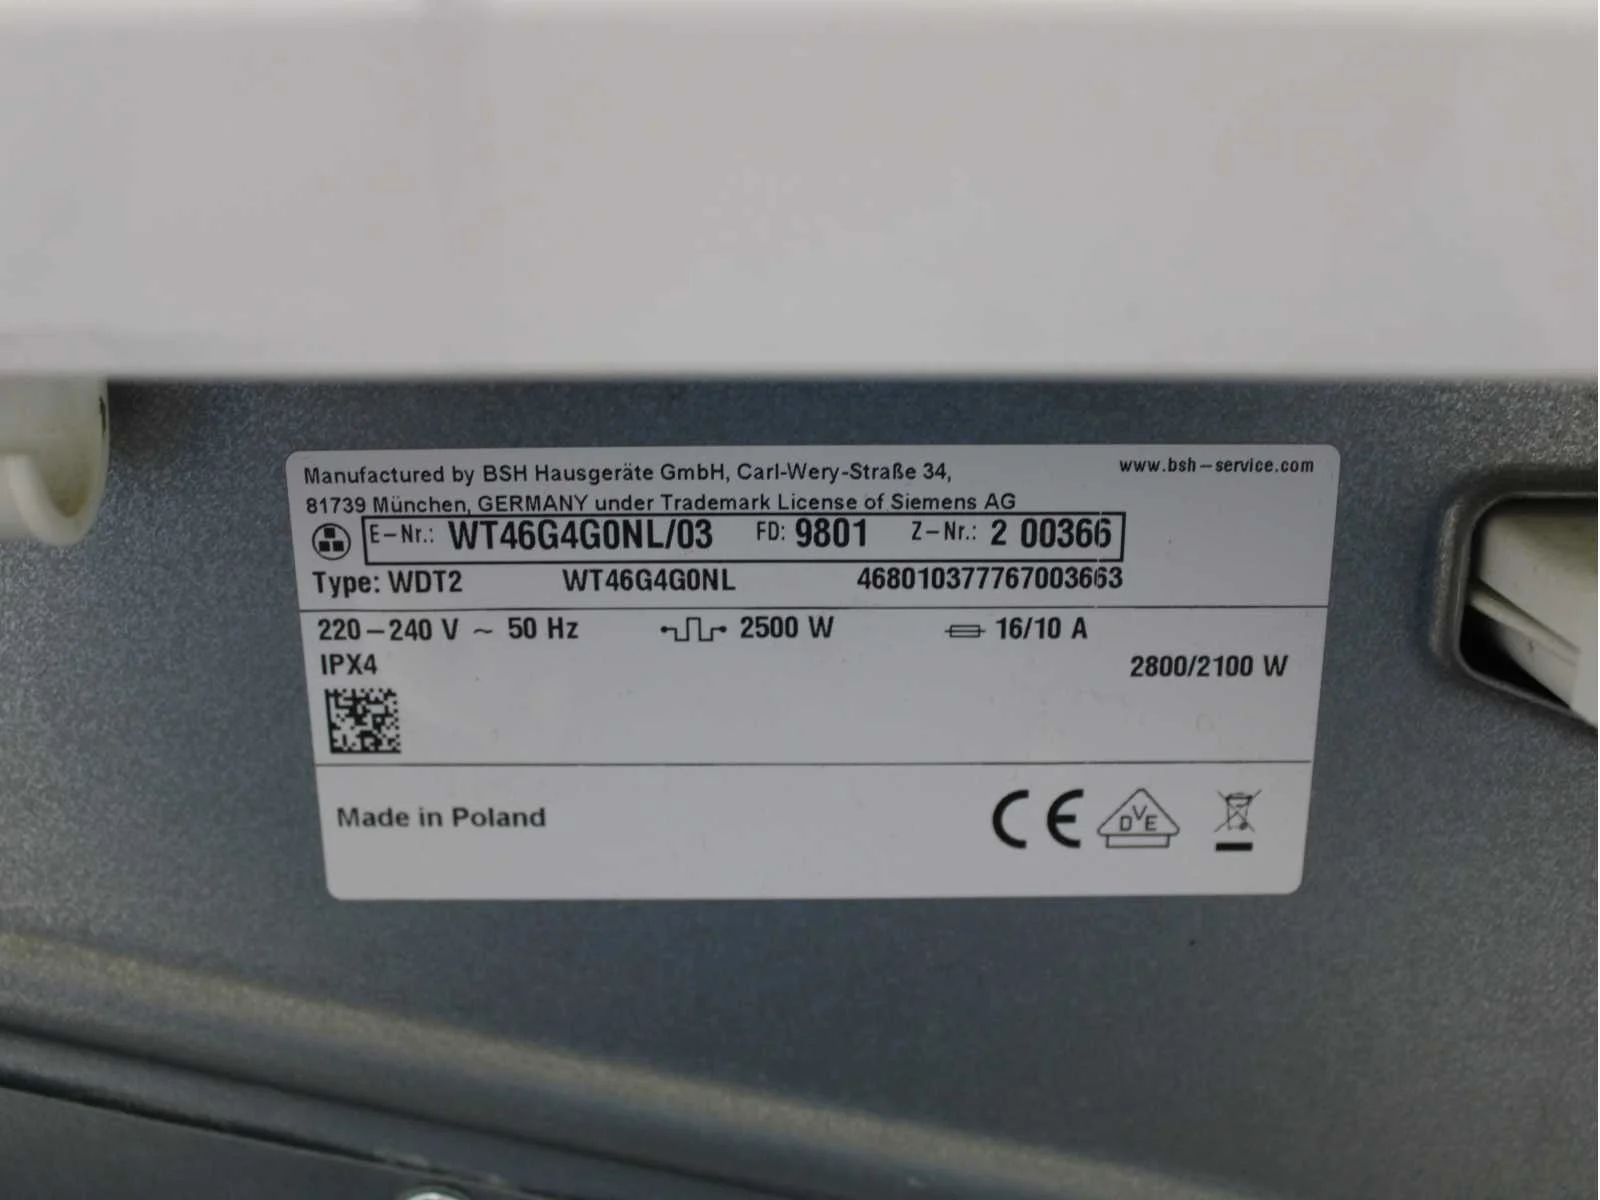 Manufactured by BSH Hausgeräte GmbH, Carl-Wery-Straße 34,
www.bsh-service.com
81739 München, GERMANY under Trademark License of Siemens AG
E-Nr.: WT46G4G0NL/03 FD: 9801 Z-Nr.: 2 00366
Type: WDT2 WT46G4G0NL 468010377767003663
220-240 V ~ 50 Hz 2500 W 16/10 A
IPX4 2800/2100 W
Made in Poland CE DVE